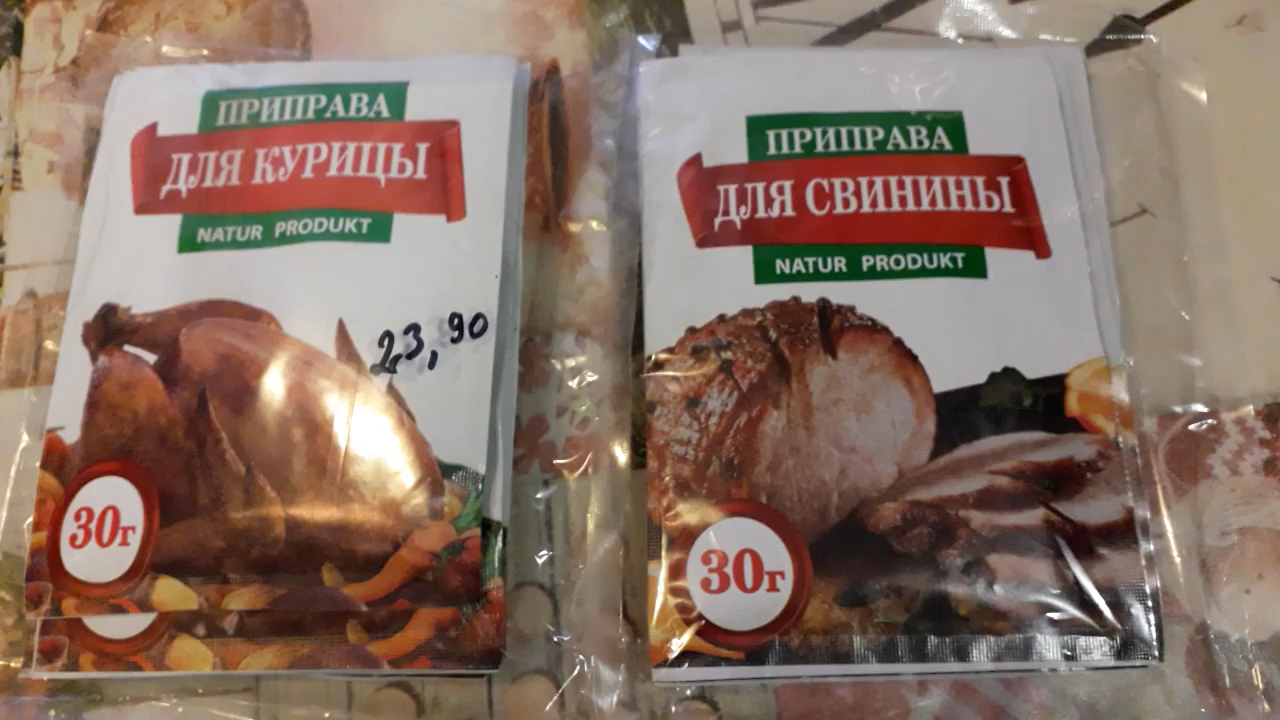 ПРИПРАВА
ДЛЯ КУРИЦЫ
NATUR PRODUKT
23,90
30г
ПРИПРАВА
ДЛЯ СВИНИНЫ
NATUR PRODUKT
30г